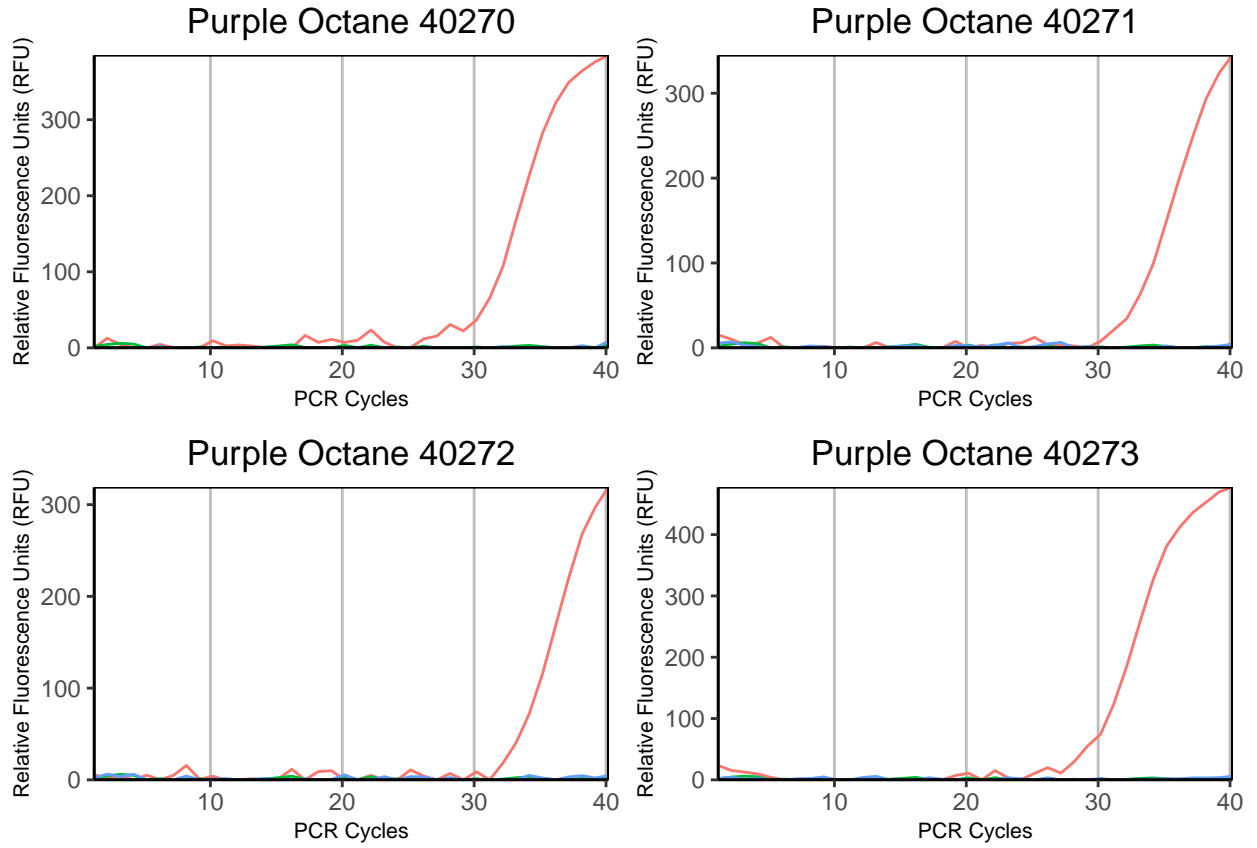 Purple Octane 40270
Relative Fluorescence Units (RFU)
300
200
100
0
10 20 30 40
PCR Cycles
Purple Octane 40271
Relative Fluorescence Units (RFU)
300
200
100
0
10 20 30 40
PCR Cycles
Purple Octane 40272
Relative Fluorescence Units (RFU)
300
200
100
0
10 20 30 40
PCR Cycles
Purple Octane 40273
Relative Fluorescence Units (RFU)
400
300
200
100
0
10 20 30 40
PCR Cycles